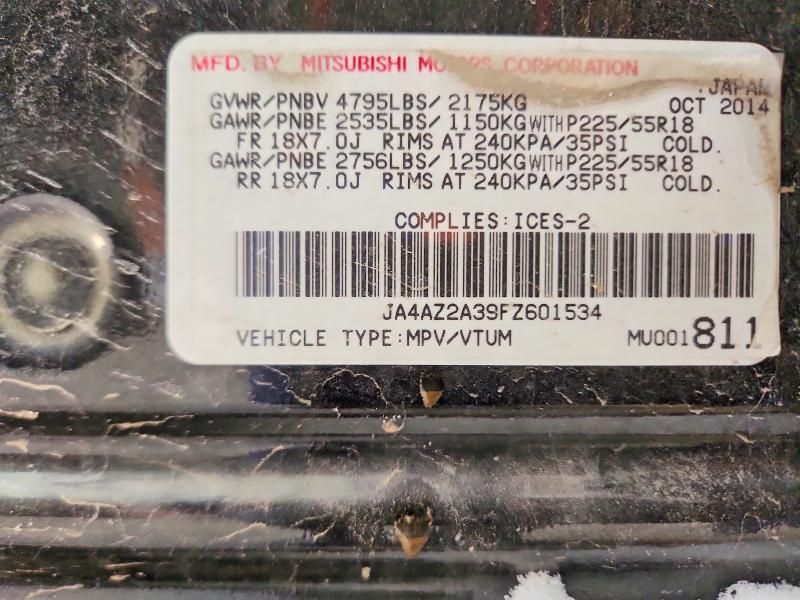 MFD. BY MITSUBISHI MOTORS CORPORATION
.JAPAN
GVWR/PNBV 4795LBS/ 2175KG OCT 2014
GAWR/PNBE 2535LBS/ 1150KG WITH P225/55R18
FR 18X7.0J RIMS AT 240KPA/35PSI COLD.
GAWR/PNBE 2756LBS/ 1250KG WITH P225/55R18
RR 18X7.0J RIMS AT 240KPA/35PSI COLD.
COMPLIES:ICES-2
JA4AZ2A39FZ601534
VEHICLE TYPE:MPV/VTUM MU001811